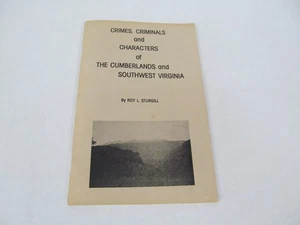 CRIMES, CRIMINALS
and
CHARACTERS
of
THE CUMBERLANDS and
SOUTHWEST VIRGINIA
By ROY L. STURGILL